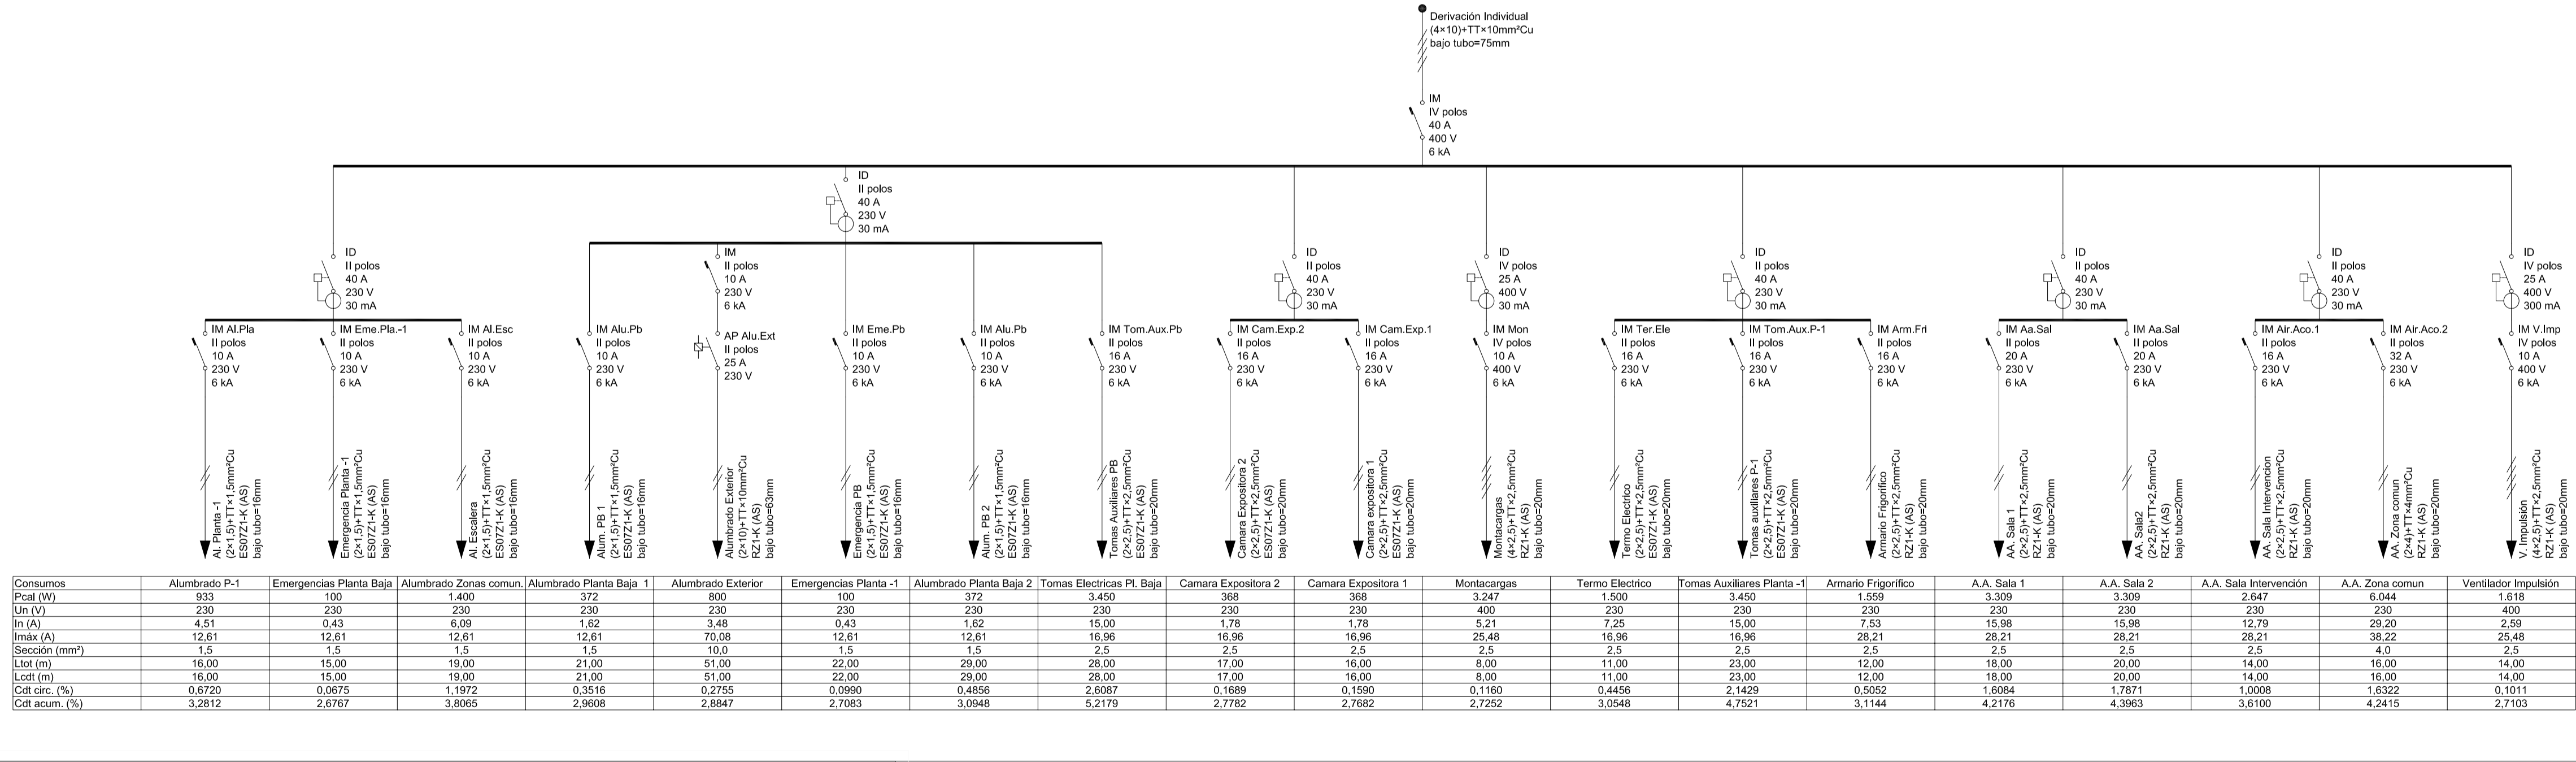 Derivación Individual
(4×10)+TT×10mm²Cu
bajo tubo=75mm
IM
IV polos
40 A
400 V
6 kA
ID
II polos
40 A
230 V
30 mA
ID
II polos
40 A
230 V
30 mA
IM
II polos
10 A
230 V
6 kA
ID
II polos
40 A
230 V
30 mA
ID
IV polos
25 A
400 V
30 mA
ID
II polos
40 A
230 V
30 mA
ID
II polos
40 A
230 V
30 mA
ID
II polos
40 A
230 V
30 mA
ID
IV polos
25 A
400 V
300 mA
IM Al.Pla
II polos
10 A
230 V
6 kA
IM Eme.Pla.-1
II polos
10 A
230 V
6 kA
IM Al.Esc
II polos
10 A
230 V
6 kA
IM Alu.Pb
II polos
10 A
230 V
6 kA
AP Alu.Ext
II polos
25 A
230 V
IM Eme.Pb
II polos
10 A
230 V
6 kA
IM Alu.Pb
II polos
10 A
230 V
6 kA
IM Tom.Aux.Pb
II polos
16 A
230 V
6 kA
IM Cam.Exp.2
II polos
16 A
230 V
6 kA
IM Cam.Exp.1
II polos
16 A
230 V
6 kA
IM Mon
IV polos
10 A
400 V
6 kA
IM Ter.Ele
II polos
16 A
230 V
6 kA
IM Tom.Aux.P-1
II polos
16 A
230 V
6 kA
IM Arm.Fri
II polos
16 A
230 V
6 kA
IM Aa.Sal
II polos
20 A
230 V
6 kA
IM Aa.Sal
II polos
20 A
230 V
6 kA
IM Air.Aco.1
II polos
16 A
230 V
6 kA
IM Air.Aco.2
II polos
32 A
230 V
6 kA
IM V.Imp
IV polos
10 A
400 V
6 kA
Al. Planta -1
(2×1,5)+TT×1,5mm²Cu
ES07Z1-K (AS)
bajo tubo=16mm
Emergencia Planta -1
(2×1,5)+TT×1,5mm²Cu
ES07Z1-K (AS)
bajo tubo=16mm
Al. Escalera
(2×1,5)+TT×1,5mm²Cu
ES07Z1-K (AS)
bajo tubo=16mm
Alum. PB 1
(2×1,5)+TT×1,5mm²Cu
ES07Z1-K (AS)
bajo tubo=16mm
Alumbrado Exterior
(2×10)+TT×10mm²Cu
RZ1-K (AS)
bajo tubo=63mm
Emergencia PB
(2×1,5)+TT×1,5mm²Cu
ES07Z1-K (AS)
bajo tubo=16mm
Alum. PB 2
(2×1,5)+TT×1,5mm²Cu
ES07Z1-K (AS)
bajo tubo=16mm
Tomas Auxiliares PB
(2×2,5)+TT×2,5mm²Cu
ES07Z1-K (AS)
bajo tubo=20mm
Camara Expositora 2
(2×2,5)+TT×2,5mm²Cu
ES07Z1-K (AS)
bajo tubo=20mm
Camara expositora 1
(2×2,5)+TT×2,5mm²Cu
ES07Z1-K (AS)
bajo tubo=20mm
Montacargas
(4×2,5)+TT×2,5mm²Cu
RZ1-K (AS)
bajo tubo=20mm
Termo Electrico
(2×2,5)+TT×2,5mm²Cu
ES07Z1-K (AS)
bajo tubo=20mm
Tomas auxiliares P-1
(2×2,5)+TT×2,5mm²Cu
ES07Z1-K (AS)
bajo tubo=20mm
Armario Frigorífico
(2×2,5)+TT×2,5mm²Cu
RZ1-K (AS)
bajo tubo=20mm
AA. Sala 1
(2×2,5)+TT×2,5mm²Cu
RZ1-K (AS)
bajo tubo=20mm
AA. Sala2
(2×2,5)+TT×2,5mm²Cu
RZ1-K (AS)
bajo tubo=20mm
AA. Sala Intervencion
(2×2,5)+TT×2,5mm²Cu
RZ1-K (AS)
bajo tubo=20mm
AA. Zona comun
(2×4)+TT×4mm²Cu
RZ1-K (AS)
bajo tubo=20mm
V. Impulsión
(4×2,5)+TT×2,5mm²Cu
RZ1-K (AS)
bajo tubo=20mm
Consumos Alumbrado P-1 Emergencias Planta Baja Alumbrado Zonas comun. Alumbrado Planta Baja 1 Alumbrado Exterior Emergencias Planta -1 Alumbrado Planta Baja 2 Tomas Electricas Pl. Baja Camara Expositora 2 Camara Expositora 1 Montacargas Termo Electrico Tomas Auxiliares Planta -1 Armario Frigorífico A.A. Sala 1 A.A. Sala 2 A.A. Sala Intervención A.A. Zona comun Ventilador Impulsión
Pcal (W) 933 100 1.400 372 800 100 372 3.450 368 368 3.247 1.500 3.450 1.559 3.309 3.309 2.647 6.044 1.618
Un (V) 230 230 230 230 230 230 230 230 230 230 400 230 230 230 230 230 230 230 400
In (A) 4,51 0,43 6,09 1,62 3,48 0,43 1,62 15,00 1,78 1,78 5,21 7,25 15,00 7,53 15,98 15,98 12,79 29,20 2,59
Imáx (A) 12,61 12,61 12,61 12,61 70,08 12,61 12,61 16,96 16,96 16,96 25,48 16,96 16,96 28,21 28,21 28,21 28,21 38,22 25,48
Sección (mm²) 1,5 1,5 1,5 1,5 10,0 1,5 1,5 2,5 2,5 2,5 2,5 2,5 2,5 2,5 2,5 2,5 2,5 4,0 2,5
Ltot (m) 16,00 15,00 19,00 21,00 51,00 22,00 29,00 28,00 17,00 16,00 8,00 11,00 23,00 12,00 18,00 20,00 14,00 16,00 14,00
Lcdt (m) 16,00 15,00 19,00 21,00 51,00 22,00 29,00 28,00 17,00 16,00 8,00 11,00 23,00 12,00 18,00 20,00 14,00 16,00 14,00
Cdt circ. (%) 0,6720 0,0675 1,1972 0,3516 0,2755 0,0990 0,4856 2,6087 0,1689 0,1590 0,1160 0,4456 2,1429 0,5052 1,6084 1,7871 1,0008 1,6322 0,1011
Cdt acum. (%) 3,2812 2,6767 3,8065 2,9608 2,8847 2,7083 3,0948 5,2179 2,7782 2,7682 2,7252 3,0548 4,7521 3,1144 4,2176 4,3963 3,6100 4,2415 2,7103